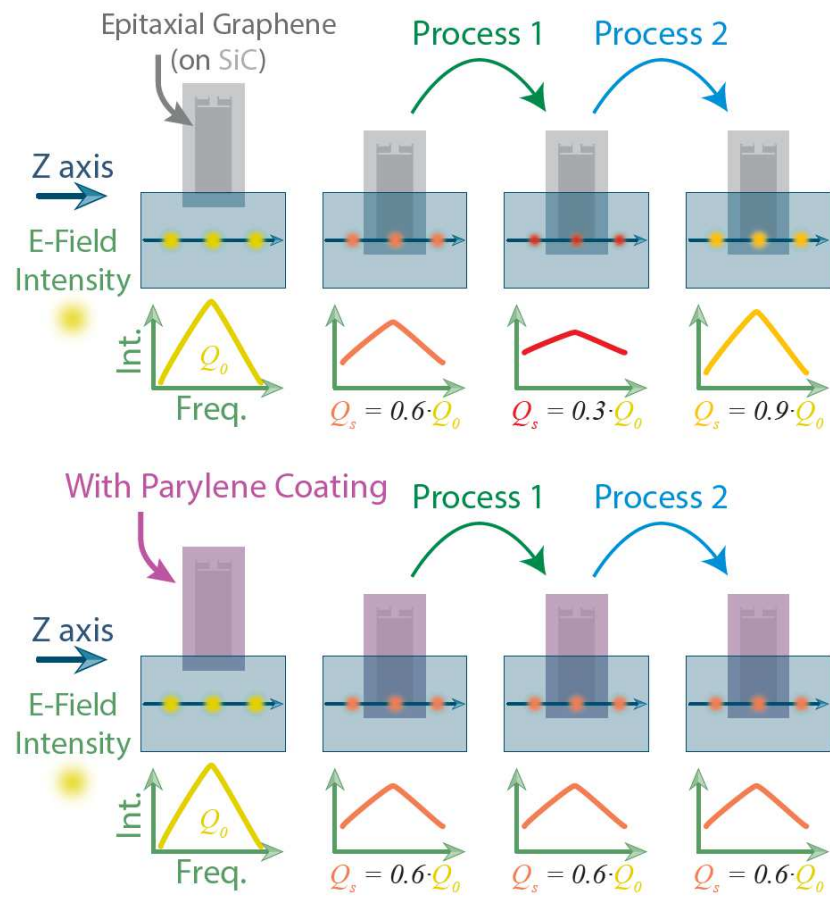 Epitaxial Graphene
(on SiC)
Process 1
Process 2
Z axis
E-Field
Intensity
Int.
Q₀
Freq.
Qₛ = 0.6·Q₀
Qₛ = 0.3·Q₀
Qₛ = 0.9·Q₀
With Parylene Coating
Process 1
Process 2
Z axis
E-Field
Intensity
Int.
Q₀
Freq.
Qₛ = 0.6·Q₀
Qₛ = 0.6·Q₀
Qₛ = 0.6·Q₀